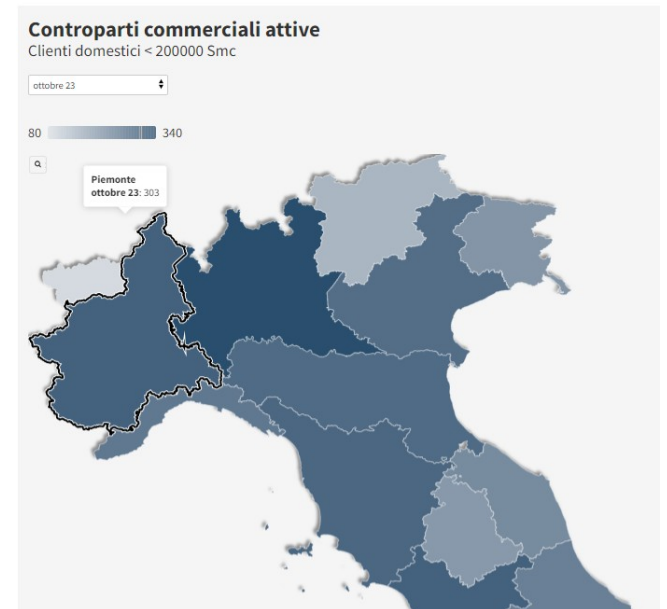 Controparti commerciali attive
Clienti domestici < 200000 Smc
ottobre 23
80 340
Piemonte
ottobre 23: 303